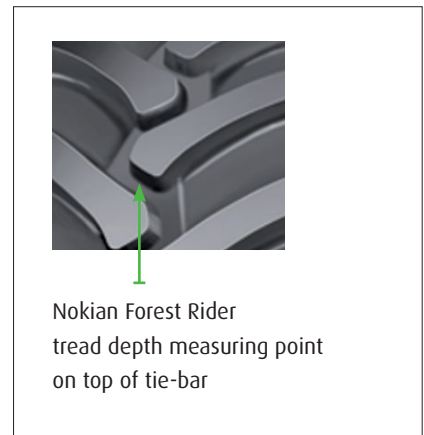 Nokian Forest Rider
tread depth measuring point
on top of tie-bar